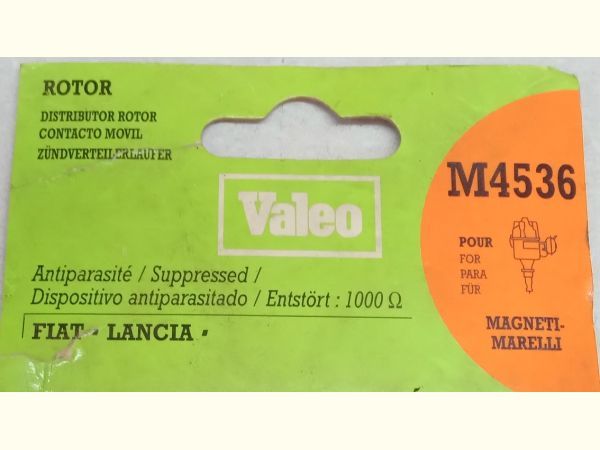 ROTOR
DISTRIBUTOR ROTOR
CONTACTO MOVIL
ZÜNDVERTEILERLAUFER
Valeo
M4536
POUR
FOR
PARA
FÜR
MAGNETI-
MARELLI
Antiparasité / Suppressed /
Dispositivo antiparasitado / Entstört : 1000 Ω
FIAT - LANCIA -